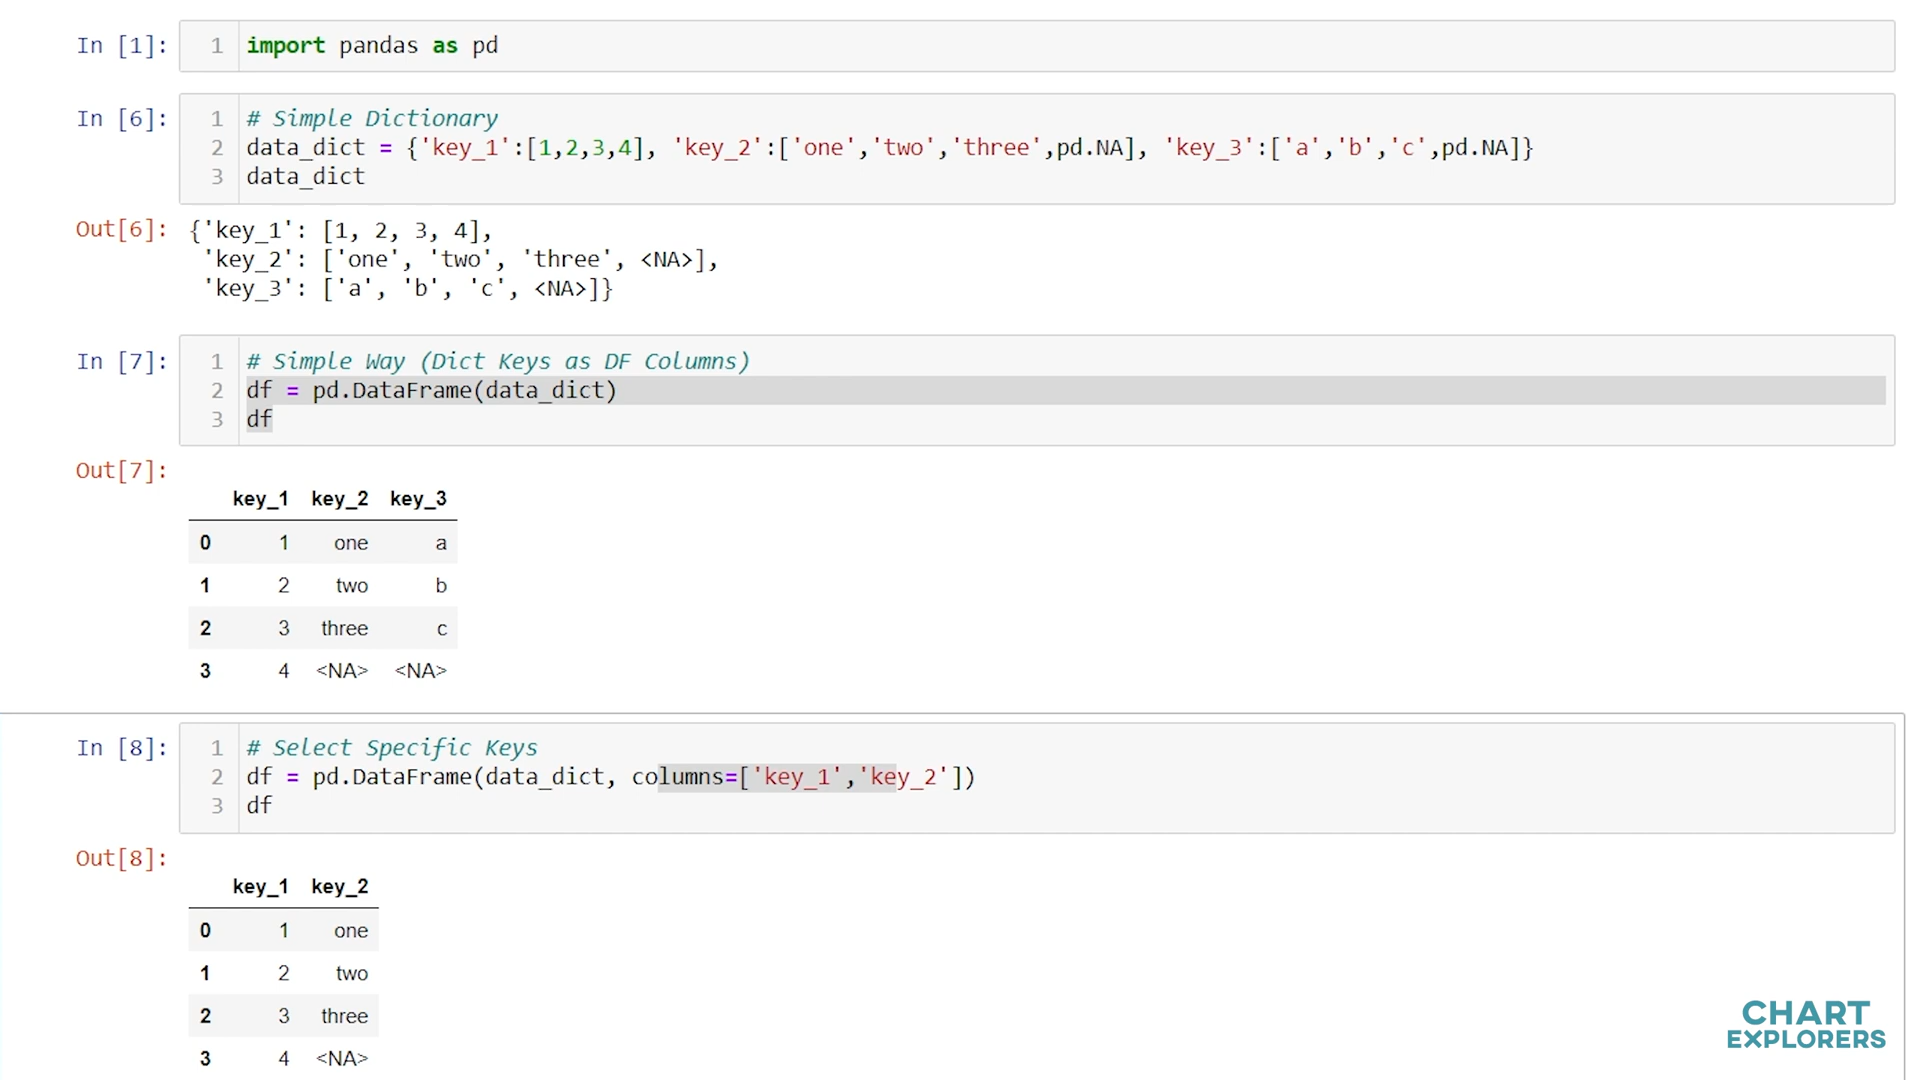 In [1]: 1 import pandas as pd
In [6]: 1 # Simple Dictionary
2 data_dict = {'key_1':[1,2,3,4], 'key_2':['one','two','three',pd.NA], 'key_3':['a','b','c',pd.NA]}
3 data_dict
Out[6]: {'key_1': [1, 2, 3, 4],
'key_2': ['one', 'two', 'three', <NA>],
'key_3': ['a', 'b', 'c', <NA>]}
In [7]: 1 # Simple Way (Dict Keys as DF Columns)
2 df = pd.DataFrame(data_dict)
3 df
Out[7]:
key_1 key_2 key_3
0 1 one a
1 2 two b
2 3 three c
3 4 <NA> <NA>
In [8]: 1 # Select Specific Keys
2 df = pd.DataFrame(data_dict, columns=['key_1','key_2'])
3 df
Out[8]:
key_1 key_2
0 1 one
1 2 two
2 3 three
3 4 <NA>
CHART
EXPLORERS